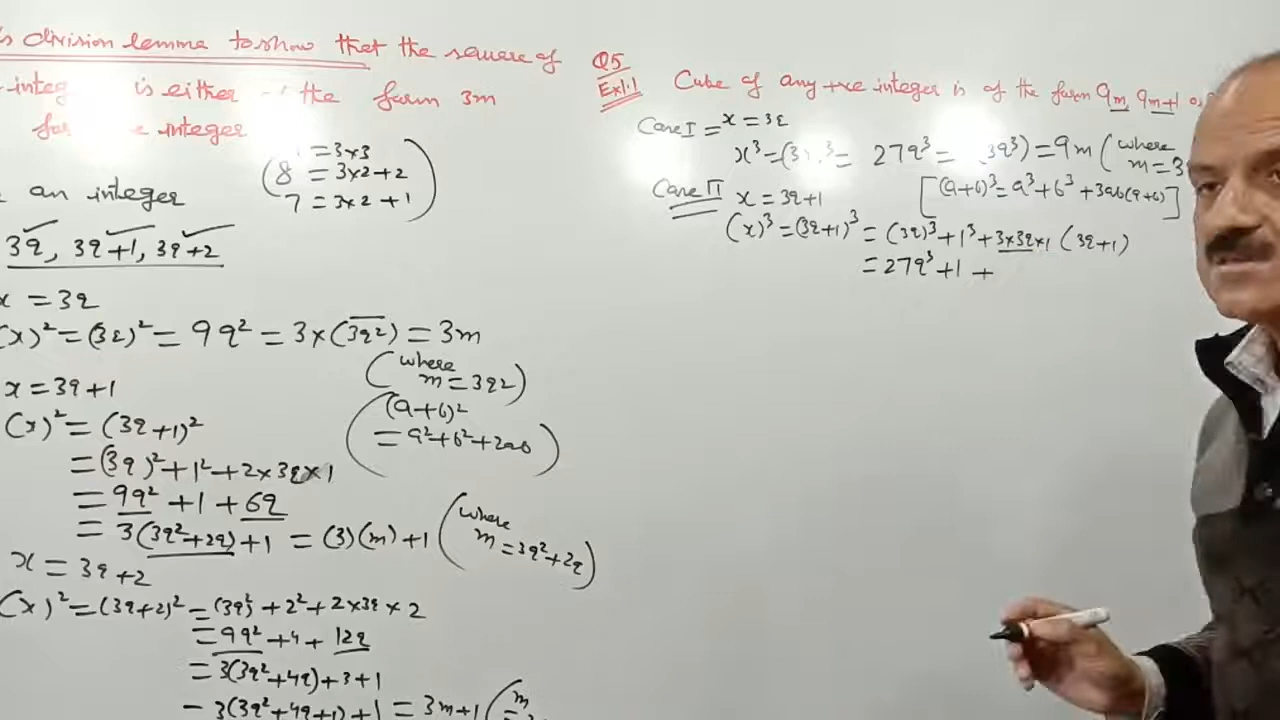 s division lemma to show that the square of
integ is either the form 3m
for e integer
= 3×3
8 = 3×2+2
7 = 3×2+1
an integer
3q, 3q+1, 3q+2
x = 3q
(x)² = (3q)² = 9q² = 3×(3q²) = 3m
(where
m = 3q²)
x = 3q+1
(a+b)²
= a²+b²+2ab
(x)² = (3q+1)²
= (3q)²+1²+2×3q×1
= 9q²+1+6q
= 3(3q²+2q)+1 = (3)(m)+1 (where
m = 3q²+2q)
x = 3q+2
(x)² = (3q+2)² = (3q)²+2²+2×3q×2
= 9q²+4+12q
= 3(3q²+4q)+3+1
= 3(3q²+4q+1)+1 = 3m+1 (m
Q5
Ex1.1
Cube of any +ve integer is of the form 9m, 9m+1 or
Case I = x = 3q
x³ = (3 ³ = 27q³ = 3q³) = 9m (where
m = 3
Case II x = 3q+1
[(a+b)³ = a³+b³+3ab(a+b)]
(x)³ = (3q+1)³ = (3q)³+1³+3×3q×1 (3q+1)
= 27q³+1+